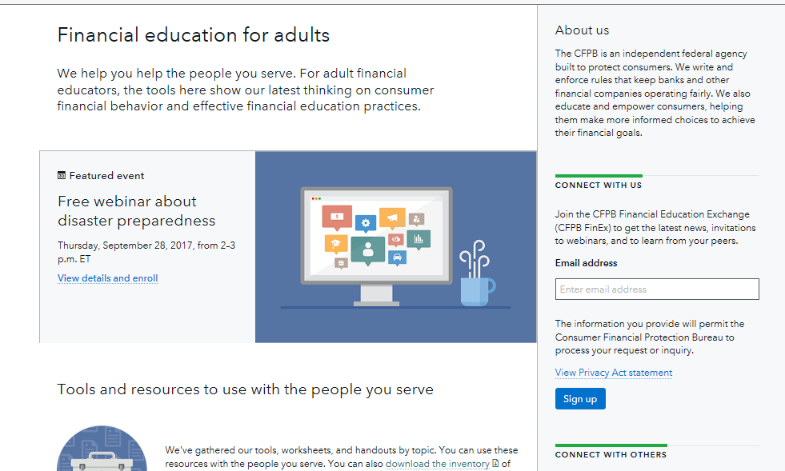 Financial education for adults
We help you help the people you serve. For adult financial
educators, the tools here show our latest thinking on consumer
financial behavior and effective financial education practices.
Featured event
Free webinar about
disaster preparedness
Thursday, September 28, 2017, from 2–3
p.m. ET
View details and enroll
Tools and resources to use with the people you serve
We've gathered our tools, worksheets, and handouts by topic. You can use these
resources with the people you serve. You can also download the inventory of
About us
The CFPB is an independent federal agency
built to protect consumers. We write and
enforce rules that keep banks and other
financial companies operating fairly. We also
educate and empower consumers, helping
them make more informed choices to achieve
their financial goals.
CONNECT WITH US
Join the CFPB Financial Education Exchange
(CFPB FinEx) to get the latest news, invitations
to webinars, and to learn from your peers.
Email address
Enter email address
The information you provide will permit the
Consumer Financial Protection Bureau to
process your request or inquiry.
View Privacy Act statement
Sign up
CONNECT WITH OTHERS